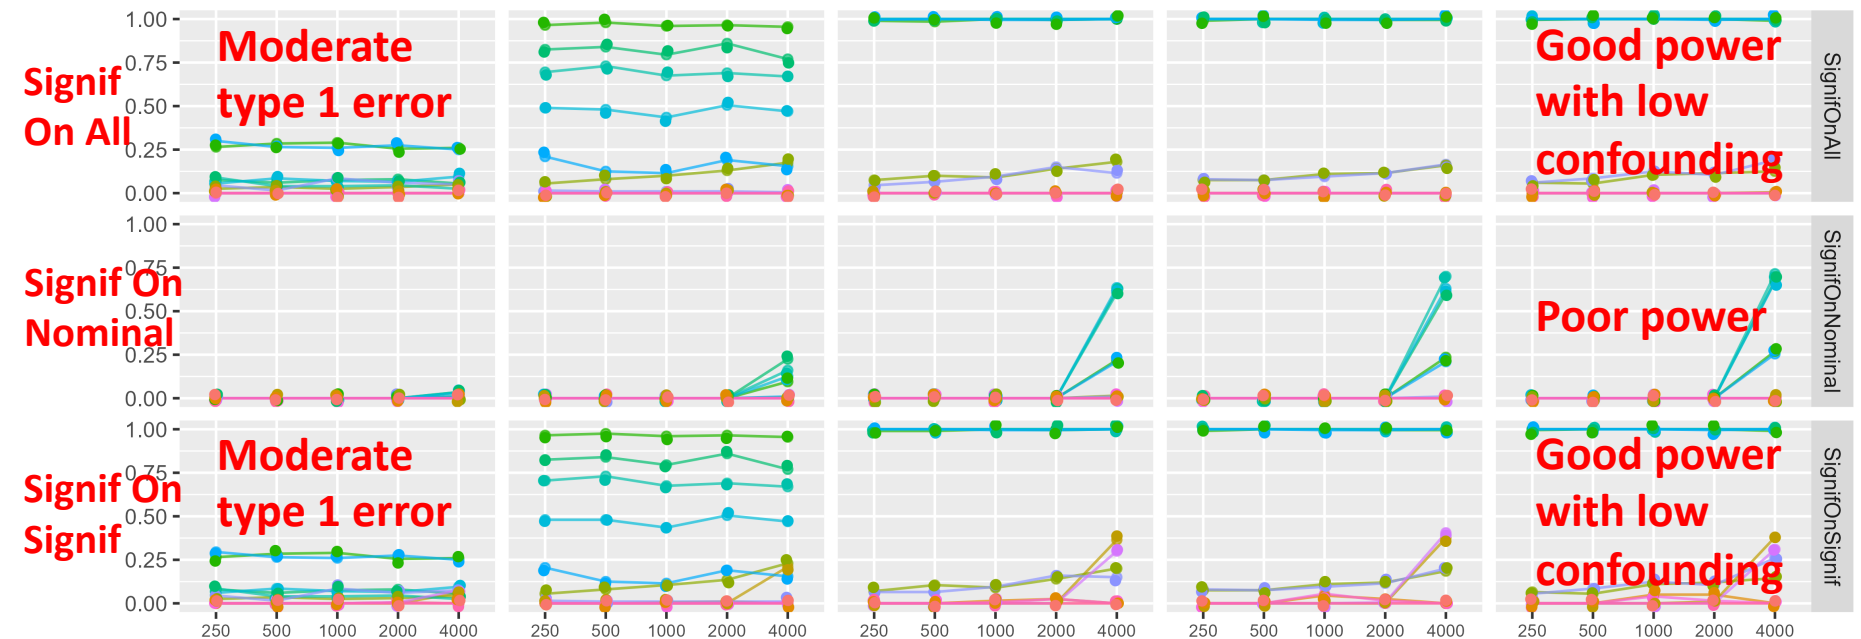 Signif
On All
1.00
0.75
0.50
0.25
0.00
Moderate
type 1 error
Good power
with low
confounding
SignifOnAll
Signif On
Nominal
1.00
0.75
0.50
0.25
0.00
Poor power
SignifOnNominal
Signif On
Signif
1.00
0.75
0.50
0.25
0.00
Moderate
type 1 error
Good power
with low
confounding
SignifOnSignif
250 500 1000 2000 4000 250 500 1000 2000 4000 250 500 1000 2000 4000 250 500 1000 2000 4000 250 500 1000 2000 4000